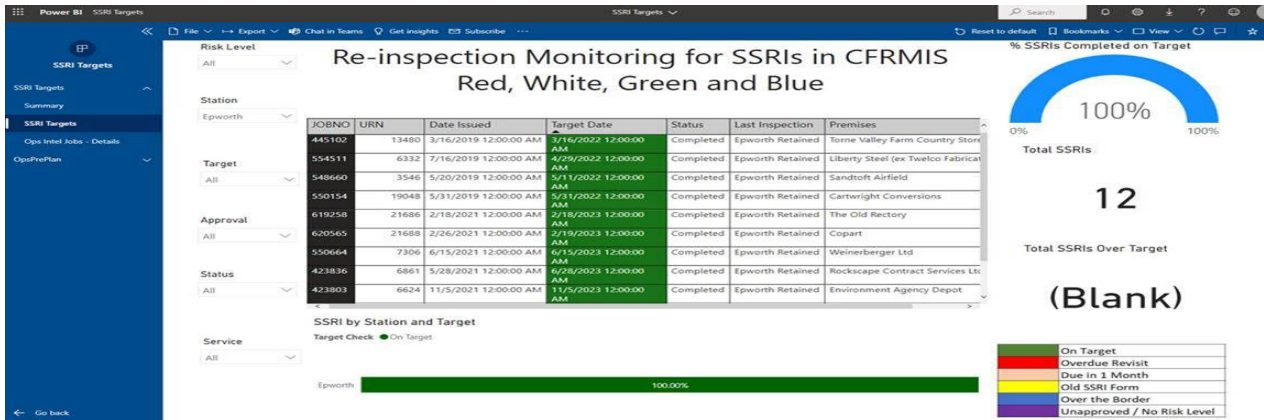 Power BI SSRI Targets
SSRI Targets
Search
File Export Chat in Teams Get insights Subscribe ...
Reset to default Bookmarks View
SSRI Targets
SSRI Targets
Summary
SSRI Targets
Ops Intel Jobs - Details
OpsPrePlan
Go back
Risk Level
All
Station
Epworth
Target
All
Approval
All
Status
All
Service
All
Re-inspection Monitoring for SSRIs in CFRMIS
Red, White, Green and Blue
JOBNO URN Date Issued Target Date Status Last Inspection Premises
445102 13480 3/16/2019 12:00:00 AM 3/16/2022 12:00:00 AM Completed Epworth Retained Torne Valley Farm Country Store
554511 6332 7/16/2019 12:00:00 AM 4/29/2022 12:00:00 AM Completed Epworth Retained Liberty Steel (ex Twelco Fabricat
548660 3546 5/20/2019 12:00:00 AM 5/11/2022 12:00:00 AM Completed Epworth Retained Sandtoft Airfield
550154 19048 5/31/2019 12:00:00 AM 5/31/2022 12:00:00 AM Completed Epworth Retained Cartwright Conversions
619258 21686 2/18/2021 12:00:00 AM 2/18/2023 12:00:00 AM Completed Epworth Retained The Old Rectory
620565 21688 2/26/2021 12:00:00 AM 2/19/2023 12:00:00 AM Completed Epworth Retained Copart
550664 7306 6/15/2021 12:00:00 AM 6/15/2023 12:00:00 AM Completed Epworth Retained Weinerberger Ltd
423836 6861 5/28/2021 12:00:00 AM 6/28/2023 12:00:00 AM Completed Epworth Retained Rockscape Contract Services Ltd
423803 6624 11/5/2021 12:00:00 AM 11/5/2023 12:00:00 AM Completed Epworth Retained Environment Agency Depot
SSRI by Station and Target
Target Check On Target
Epworth 100.00%
% SSRIs Completed on Target
100%
0% 100%
Total SSRIs
12
Total SSRIs Over Target
(Blank)
On Target
Overdue Revisit
Due in 1 Month
Old SSRI Form
Over the Border
Unapproved / No Risk Level